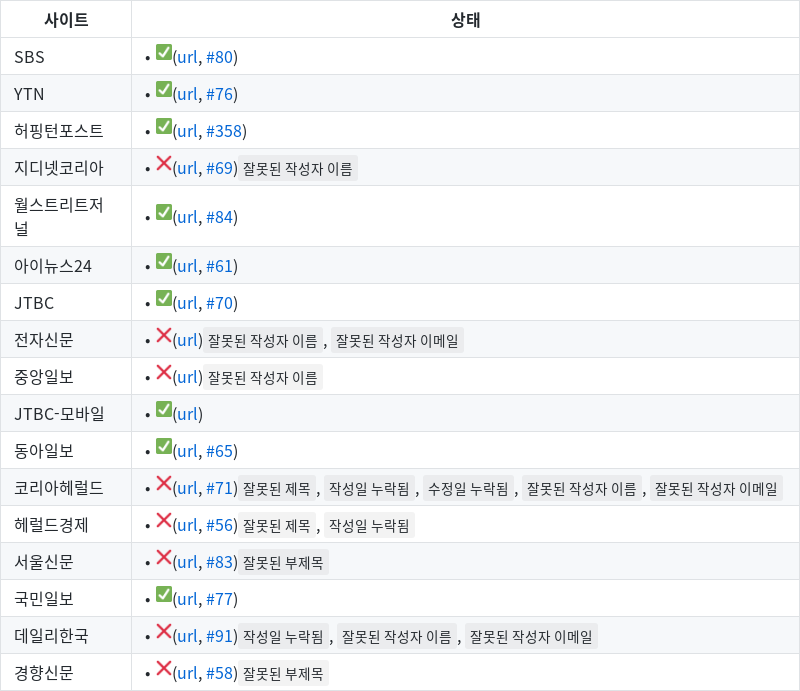 사이트 상태
SBS • ✅(url, #80)
YTN • ✅(url, #76)
허핑턴포스트 • ✅(url, #358)
지디넷코리아 • ❌(url, #69) 잘못된 작성자 이름
월스트리트저
널 • ✅(url, #84)
아이뉴스24 • ✅(url, #61)
JTBC • ✅(url, #70)
전자신문 • ❌(url) 잘못된 작성자 이름 , 잘못된 작성자 이메일
중앙일보 • ❌(url) 잘못된 작성자 이름
JTBC-모바일 • ✅(url)
동아일보 • ✅(url, #65)
코리아헤럴드 • ❌(url, #71) 잘못된 제목 , 작성일 누락됨 , 수정일 누락됨 , 잘못된 작성자 이름 , 잘못된 작성자 이메일
헤럴드경제 • ❌(url, #56) 잘못된 제목 , 작성일 누락됨
서울신문 • ❌(url, #83) 잘못된 부제목
국민일보 • ✅(url, #77)
데일리한국 • ❌(url, #91) 작성일 누락됨 , 잘못된 작성자 이름 , 잘못된 작성자 이메일
경향신문 • ❌(url, #58) 잘못된 부제목